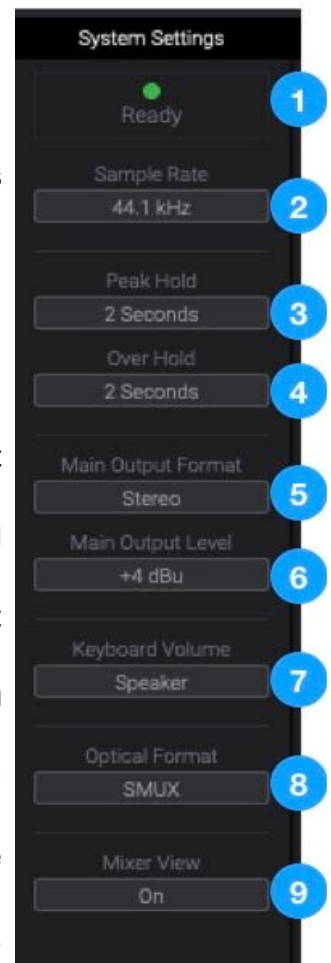 System Settings
1
Ready
Sample Rate
44.1 kHz
2
Peak Hold
2 Seconds
3
Over Hold
2 Seconds
4
Main Output Format
Stereo
5
Main Output Level
+4 dBu
6
Keyboard Volume
Speaker
7
Optical Format
SMUX
8
Mixer View
On
9